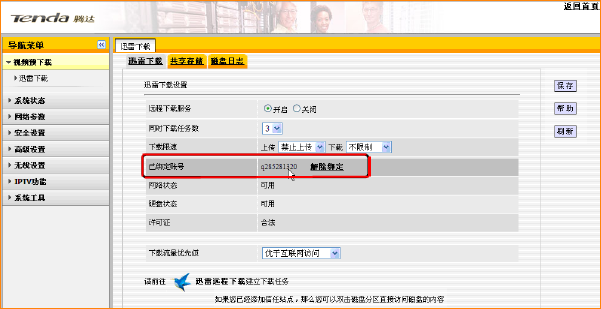 返回首页
Tenda 腾达
导航菜单
迅雷下载
视频预下载
迅雷下载
系统状态
网络参数
安全设置
高级设置
无线设置
IPTV功能
系统工具
迅雷下载 共享存储 磁盘日志
迅雷下载设置
远程下载服务 开启 关闭
同时下载任务数 3
下载限速 上传 禁止上传 下载 不限制
已绑定账号 q285281320 解除绑定
网络状态 可用
硬盘状态 可用
许可证 合法
下载流量优先级 优于互联网访问
请前往 迅雷远程下载建立下载任务
如果您已经添加信任站点，那么您可以双击磁盘分区直接访问磁盘的内容
保存
帮助
刷新